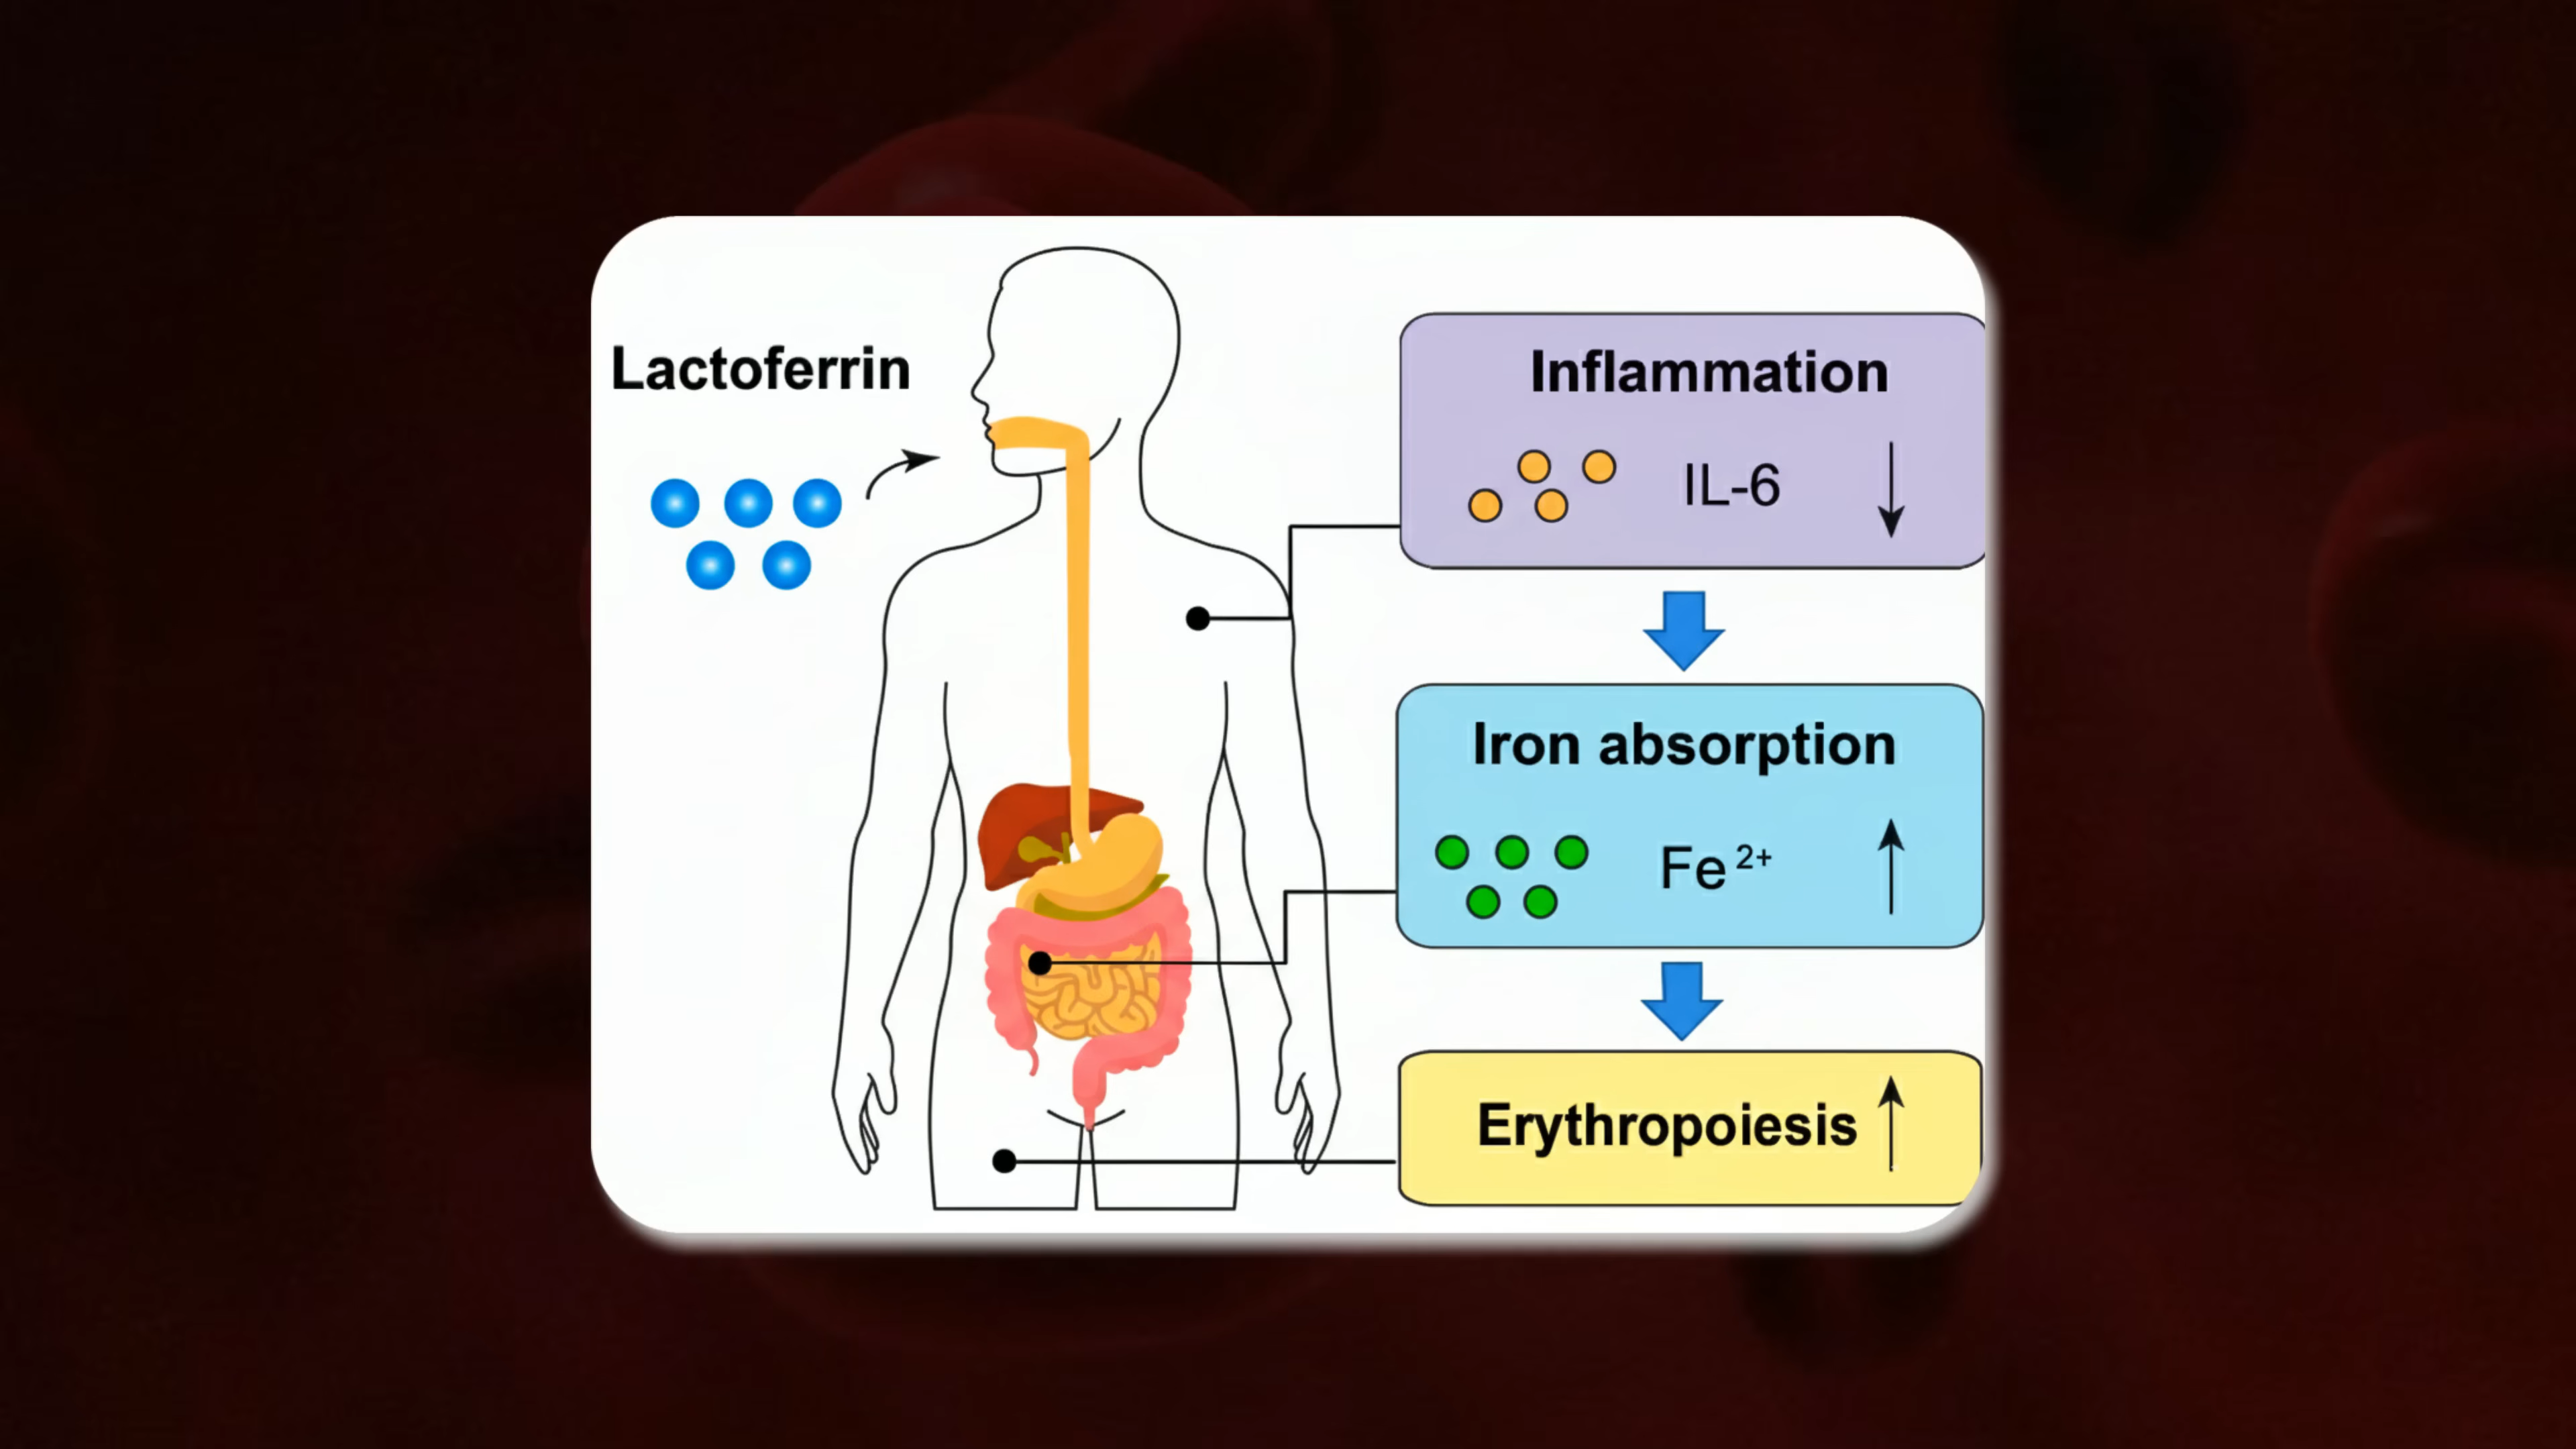 Lactoferrin
Inflammation
IL-6
Iron absorption
Fe 2+
Erythropoiesis